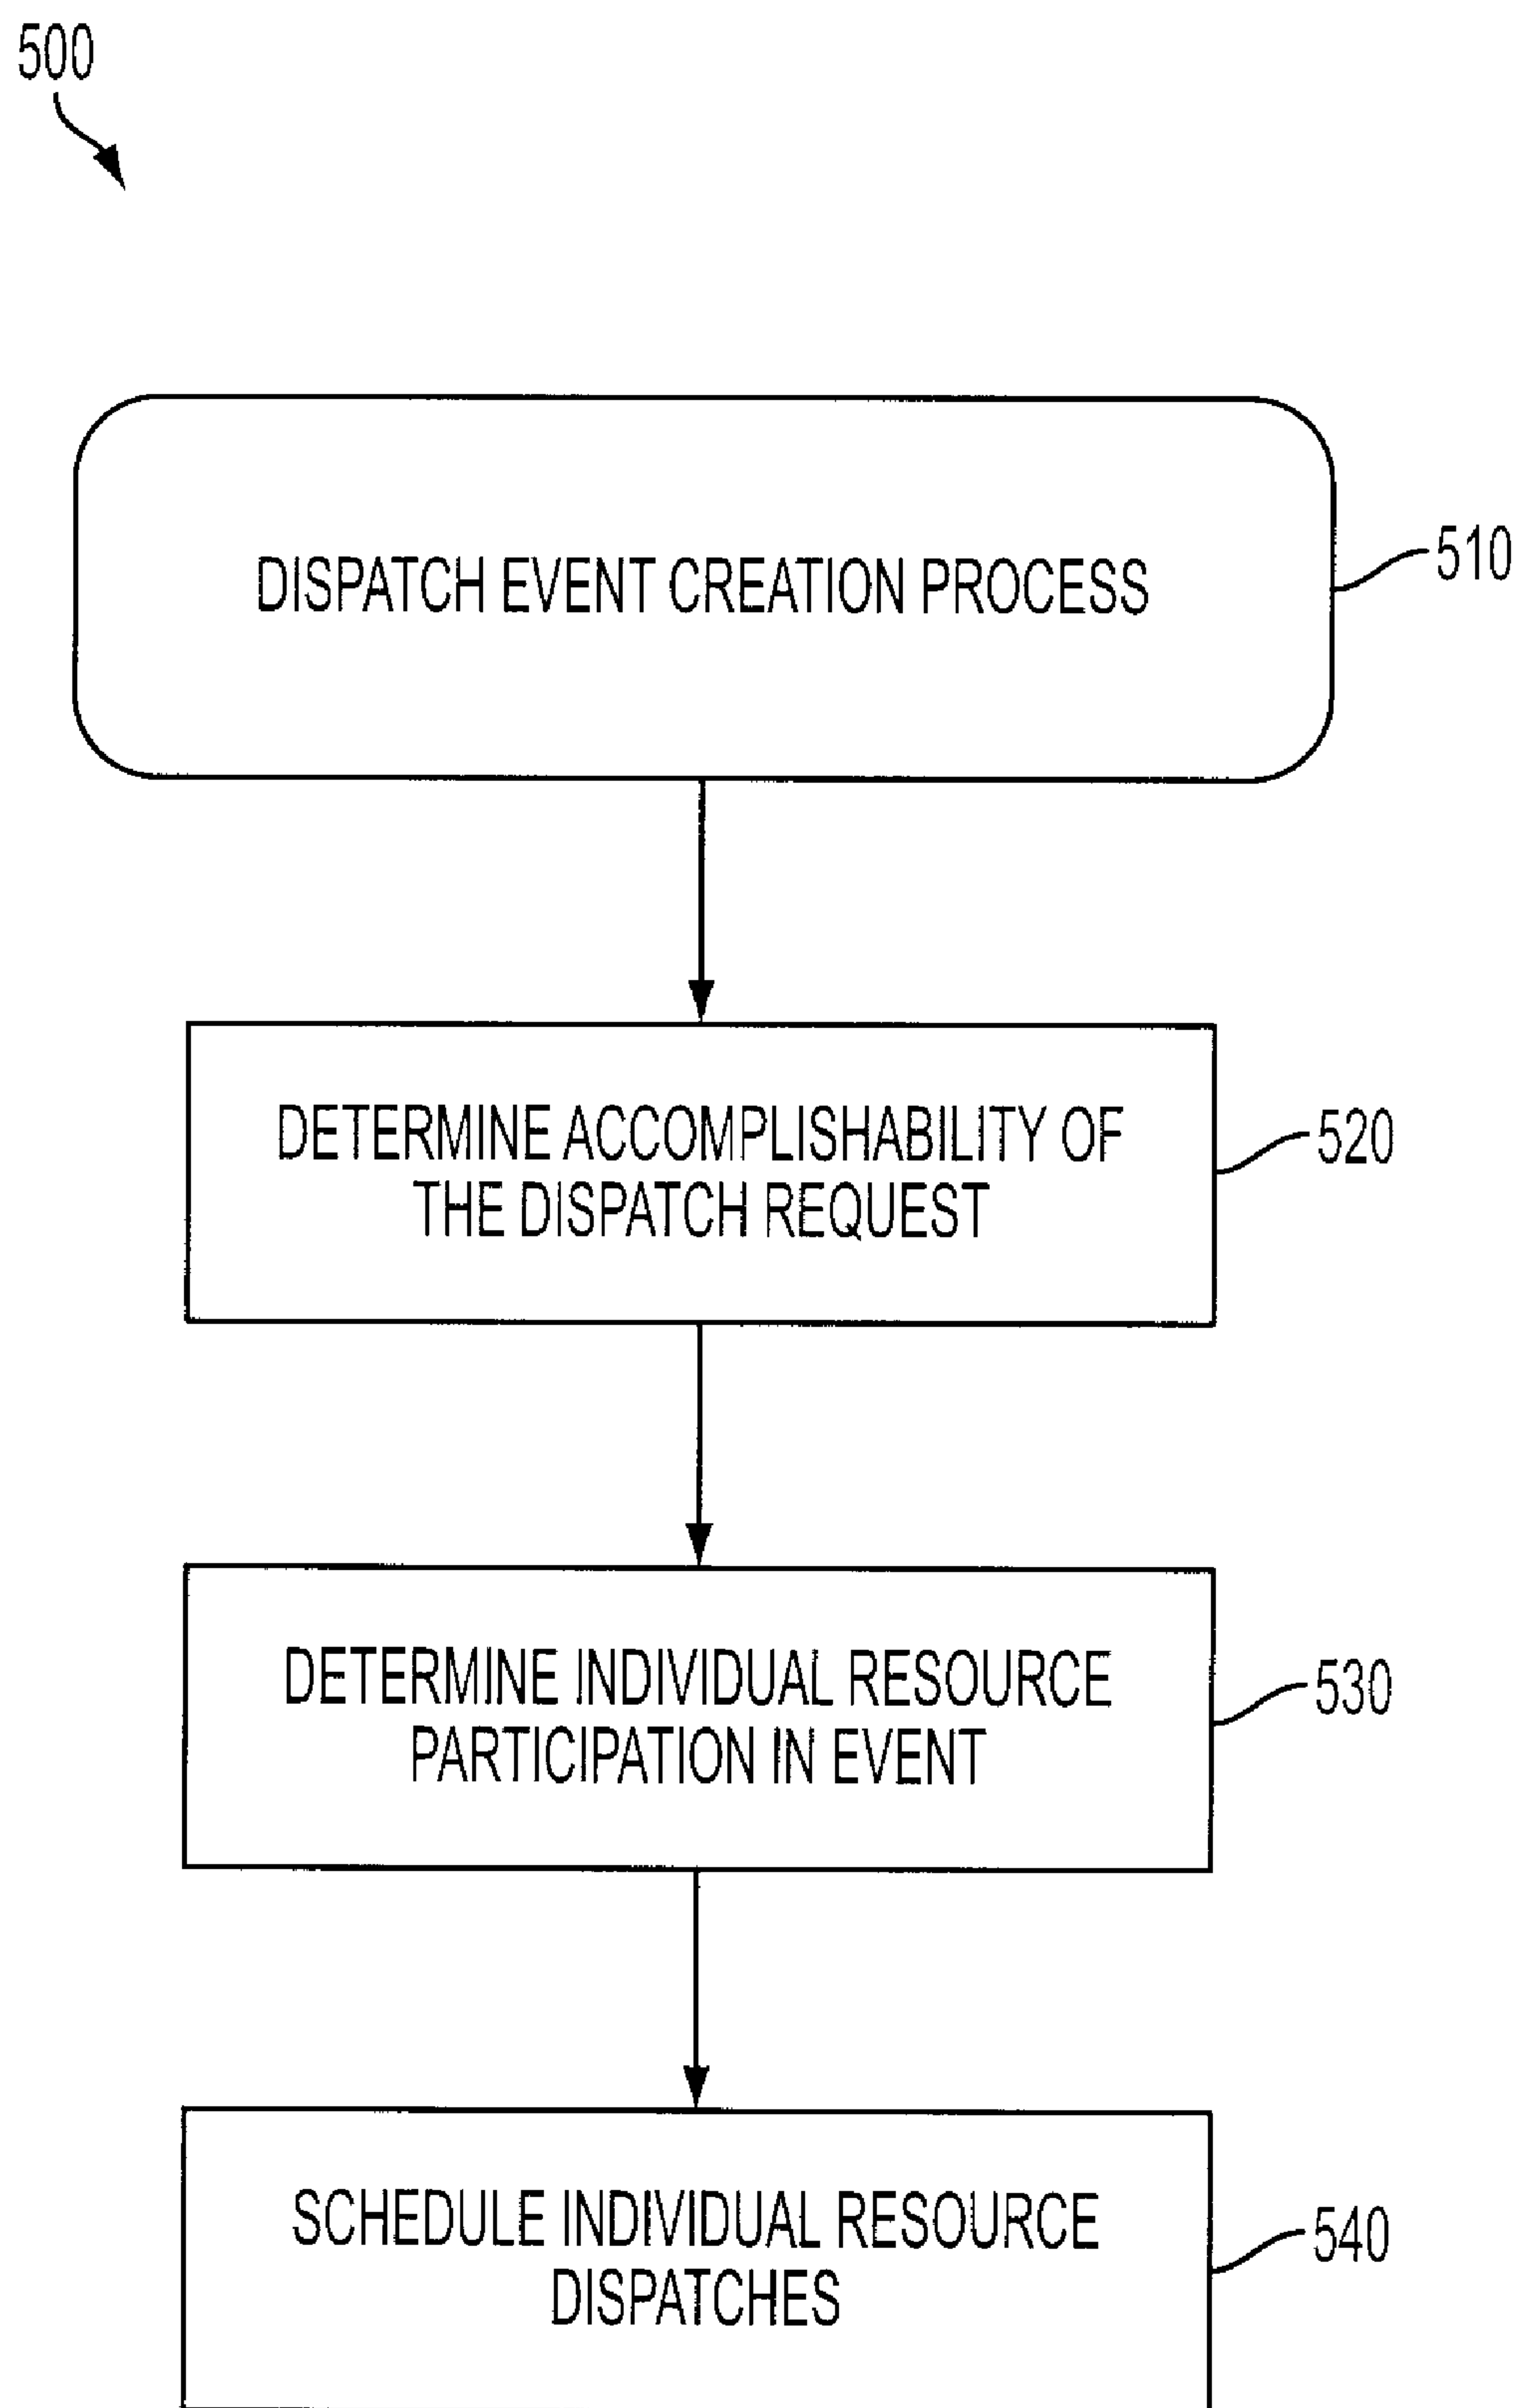 500
DISPATCH EVENT CREATION PROCESS
510
DETERMINE ACCOMPLISHABILITY OF
THE DISPATCH REQUEST
520
DETERMINE INDIVIDUAL RESOURCE
PARTICIPATION IN EVENT
530
SCHEDULE INDIVIDUAL RESOURCE
DISPATCHES
540